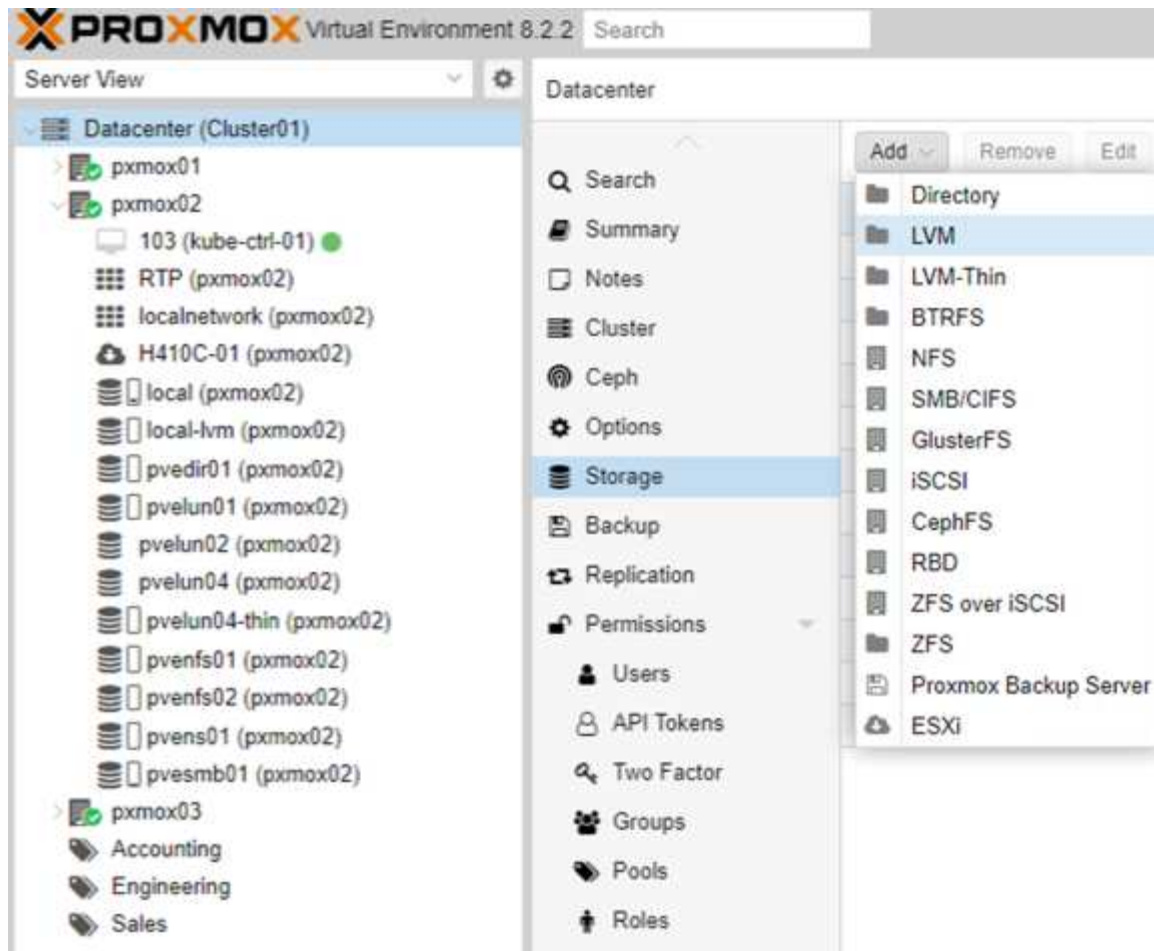 PROXMOX Virtual Environment 8.2.2 Search
Server View
Datacenter (Cluster01)
pxmox01
pxmox02
103 (kube-ctrl-01)
RTP (pxmox02)
localnetwork (pxmox02)
H410C-01 (pxmox02)
local (pxmox02)
local-lvm (pxmox02)
pvedir01 (pxmox02)
pvelun01 (pxmox02)
pvelun02 (pxmox02)
pvelun04 (pxmox02)
pvelun04-thin (pxmox02)
pvenfs01 (pxmox02)
pvenfs02 (pxmox02)
pvens01 (pxmox02)
pvesmb01 (pxmox02)
pxmox03
Accounting
Engineering
Sales
Datacenter
Search
Summary
Notes
Cluster
Ceph
Options
Storage
Backup
Replication
Permissions
Users
API Tokens
Two Factor
Groups
Pools
Roles
Add Remove Edit
Directory
LVM
LVM-Thin
BTRFS
NFS
SMB/CIFS
GlusterFS
iSCSI
CephFS
RBD
ZFS over iSCSI
ZFS
Proxmox Backup Server
ESXi